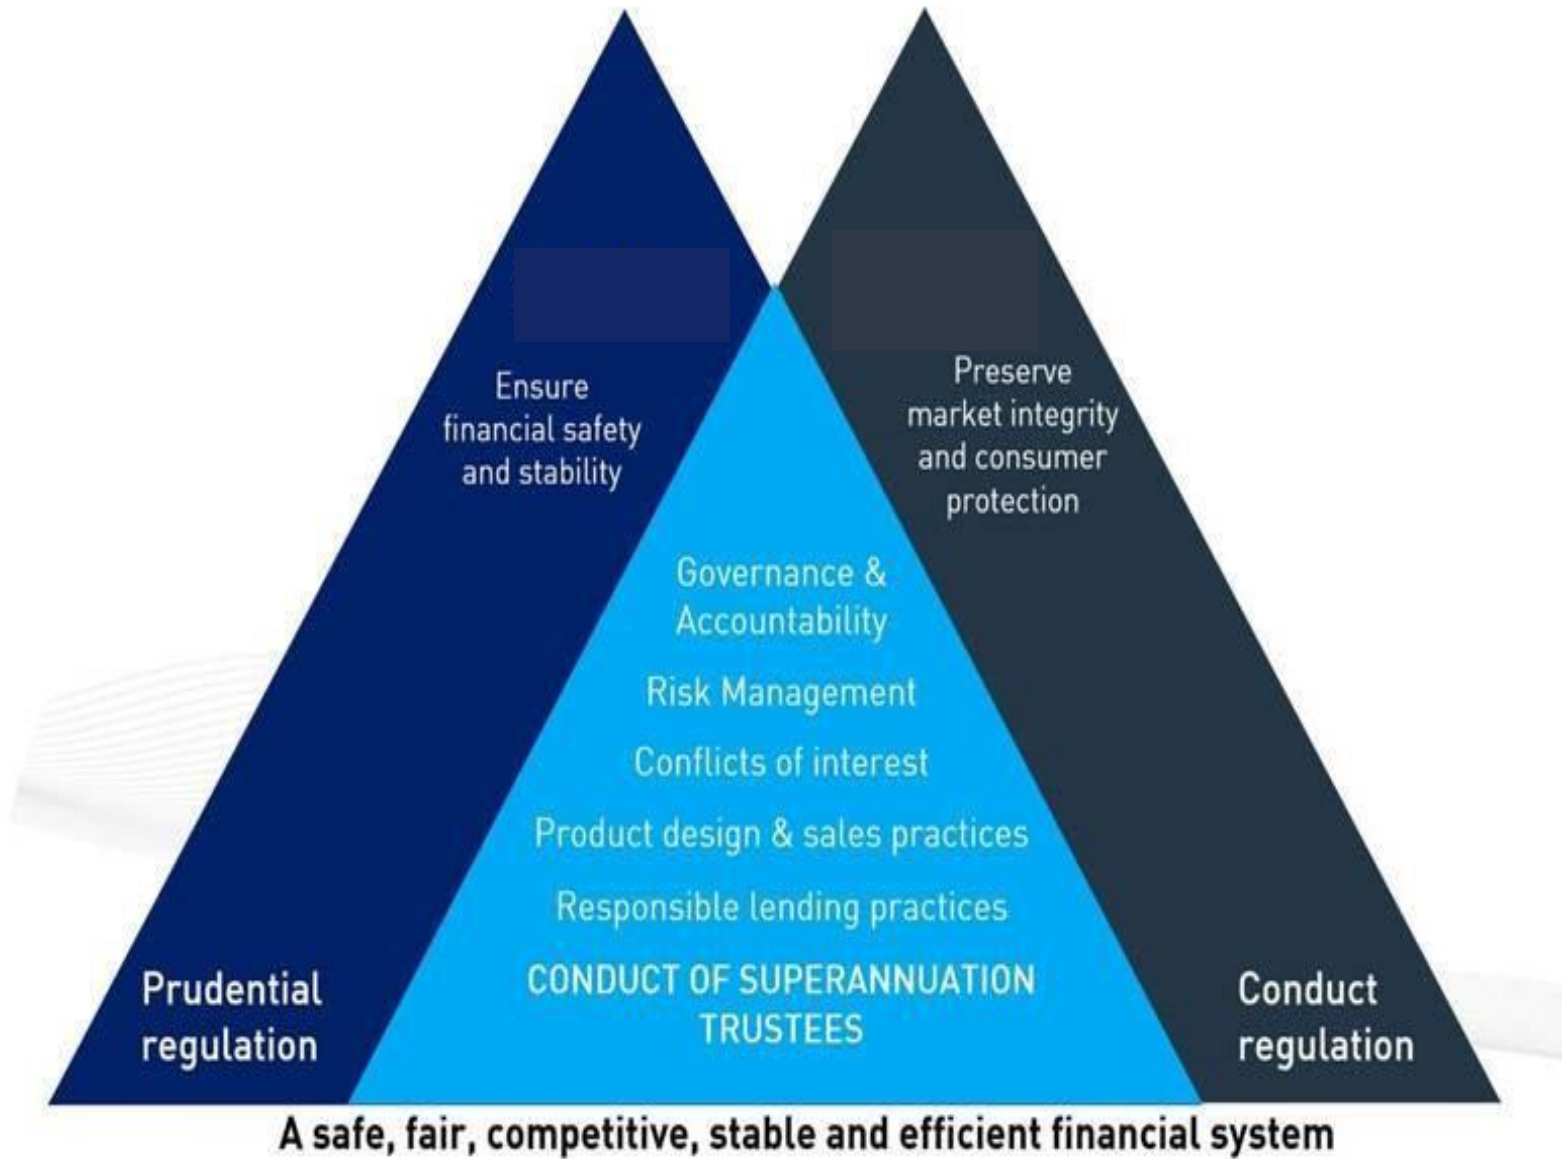 Ensure
financial safety
and stability
Preserve
market integrity
and consumer
protection
Governance &
Accountability
Risk Management
Conflicts of interest
Product design & sales practices
Responsible lending practices
CONDUCT OF SUPERANNUATION
TRUSTEES
Prudential
regulation
Conduct
regulation
A safe, fair, competitive, stable and efficient financial system